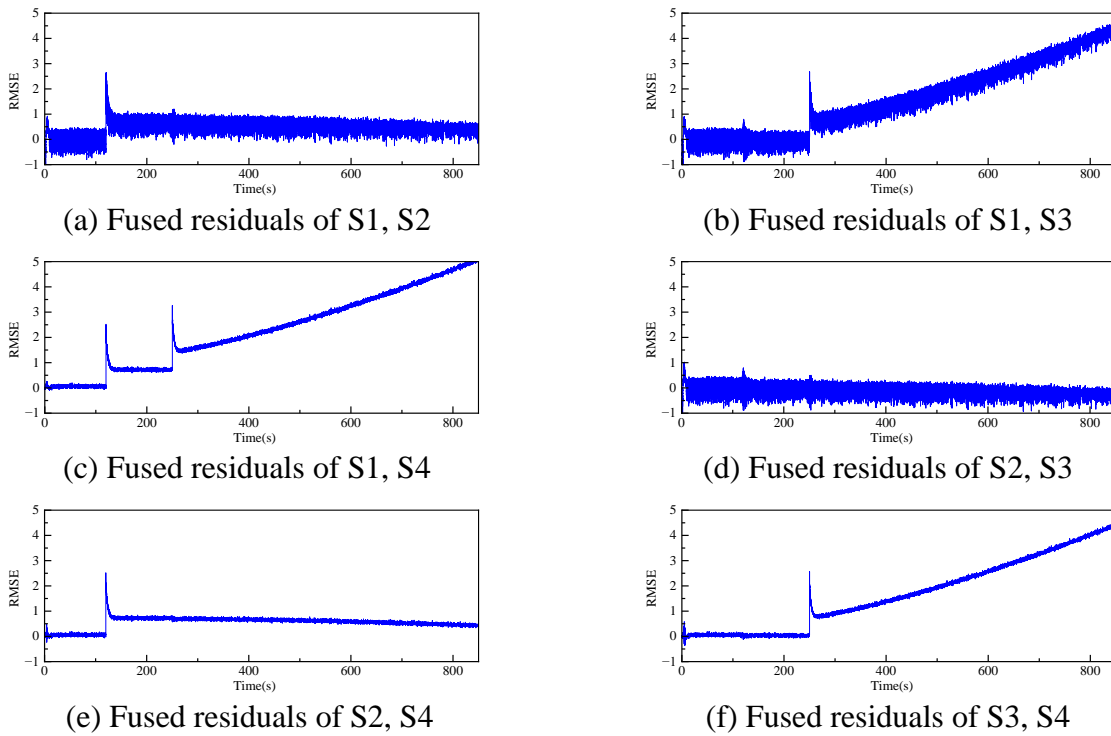 5
4
3
2
1
0
−1
RMSE
0 200 400 600 800
Time(s)
(a) Fused residuals of S1, S2
5
4
3
2
1
0
−1
RMSE
0 200 400 600 800
Time(s)
(b) Fused residuals of S1, S3
5
4
3
2
1
0
−1
RMSE
0 200 400 600 800
Time(s)
(c) Fused residuals of S1, S4
5
4
3
2
1
0
−1
RMSE
0 200 400 600 800
Time(s)
(d) Fused residuals of S2, S3
5
4
3
2
1
0
−1
RMSE
0 200 400 600 800
Time(s)
(e) Fused residuals of S2, S4
5
4
3
2
1
0
−1
RMSE
0 200 400 600 800
Time(s)
(f) Fused residuals of S3, S4